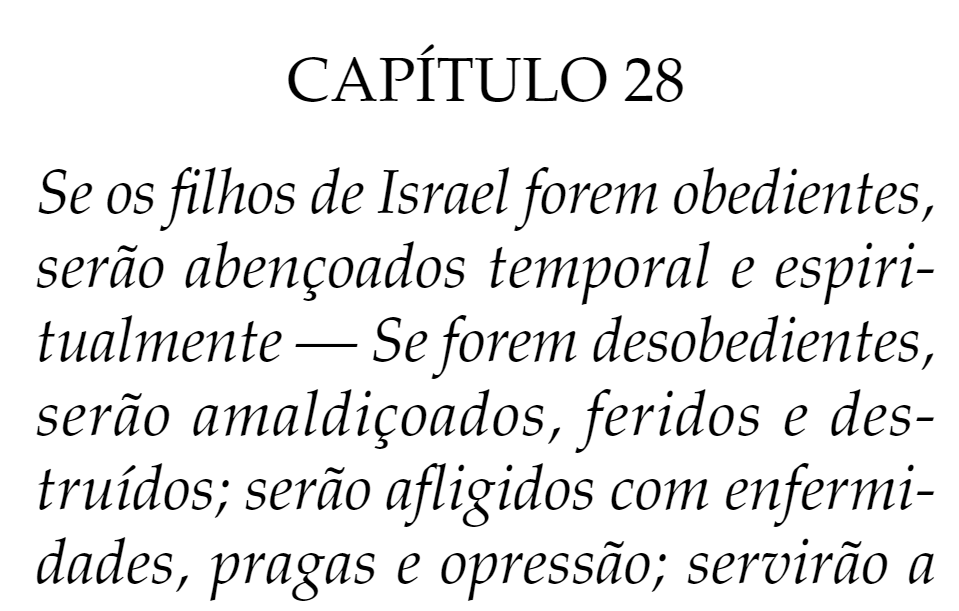 CAPÍTULO 28
Se os filhos de Israel forem obedientes,
serão abençoados temporal e espiri-
tualmente — Se forem desobedientes,
serão amaldiçoados, feridos e des-
truídos; serão afligidos com enfermi-
dades, pragas e opressão; servirão a